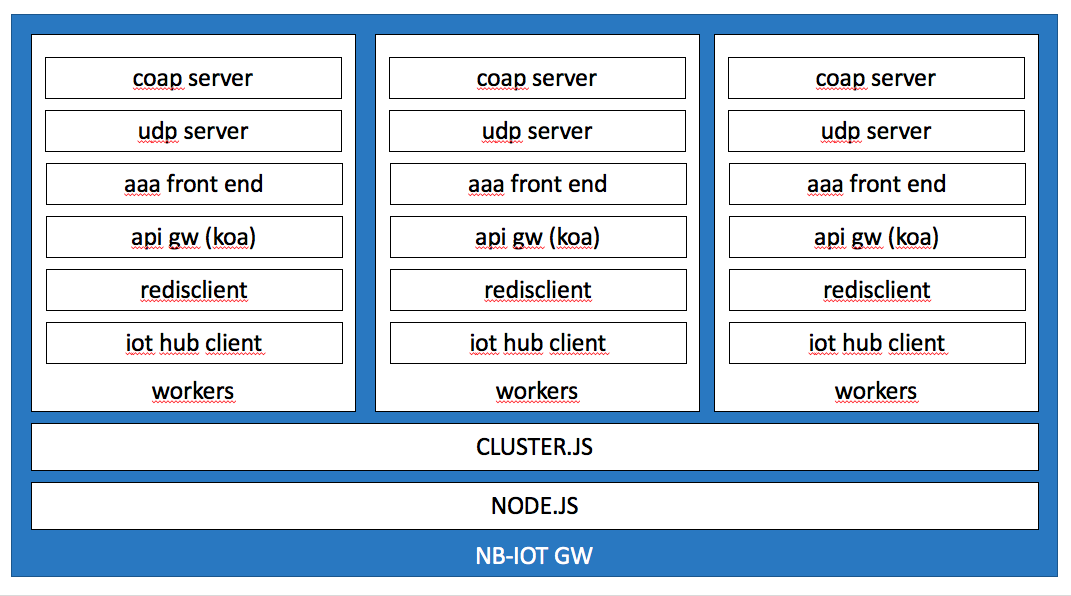 coap server
udp server
aaa front end
api gw (koa)
redisclient
iot hub client
workers
coap server
udp server
aaa front end
api gw (koa)
redisclient
iot hub client
workers
coap server
udp server
aaa front end
api gw (koa)
redisclient
iot hub client
workers
CLUSTER.JS
NODE.JS
NB-IOT GW